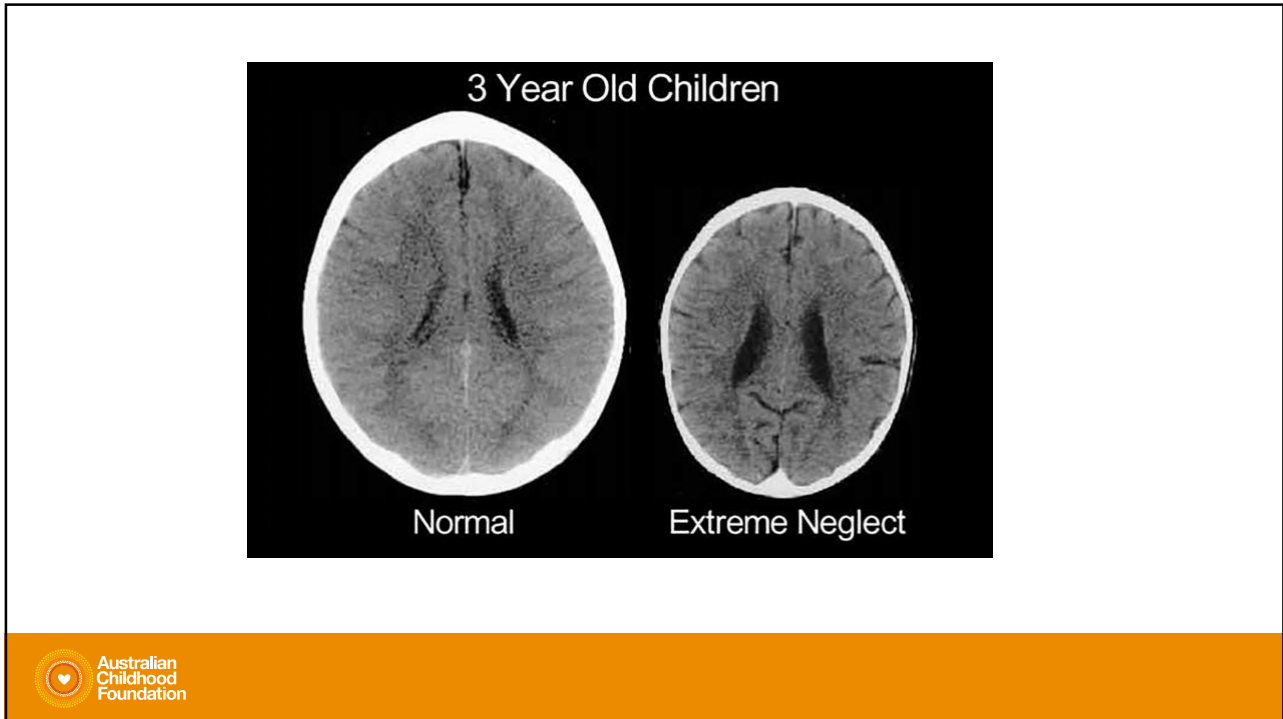 3 Year Old Children
Normal
Extreme Neglect
Australian
Childhood
Foundation